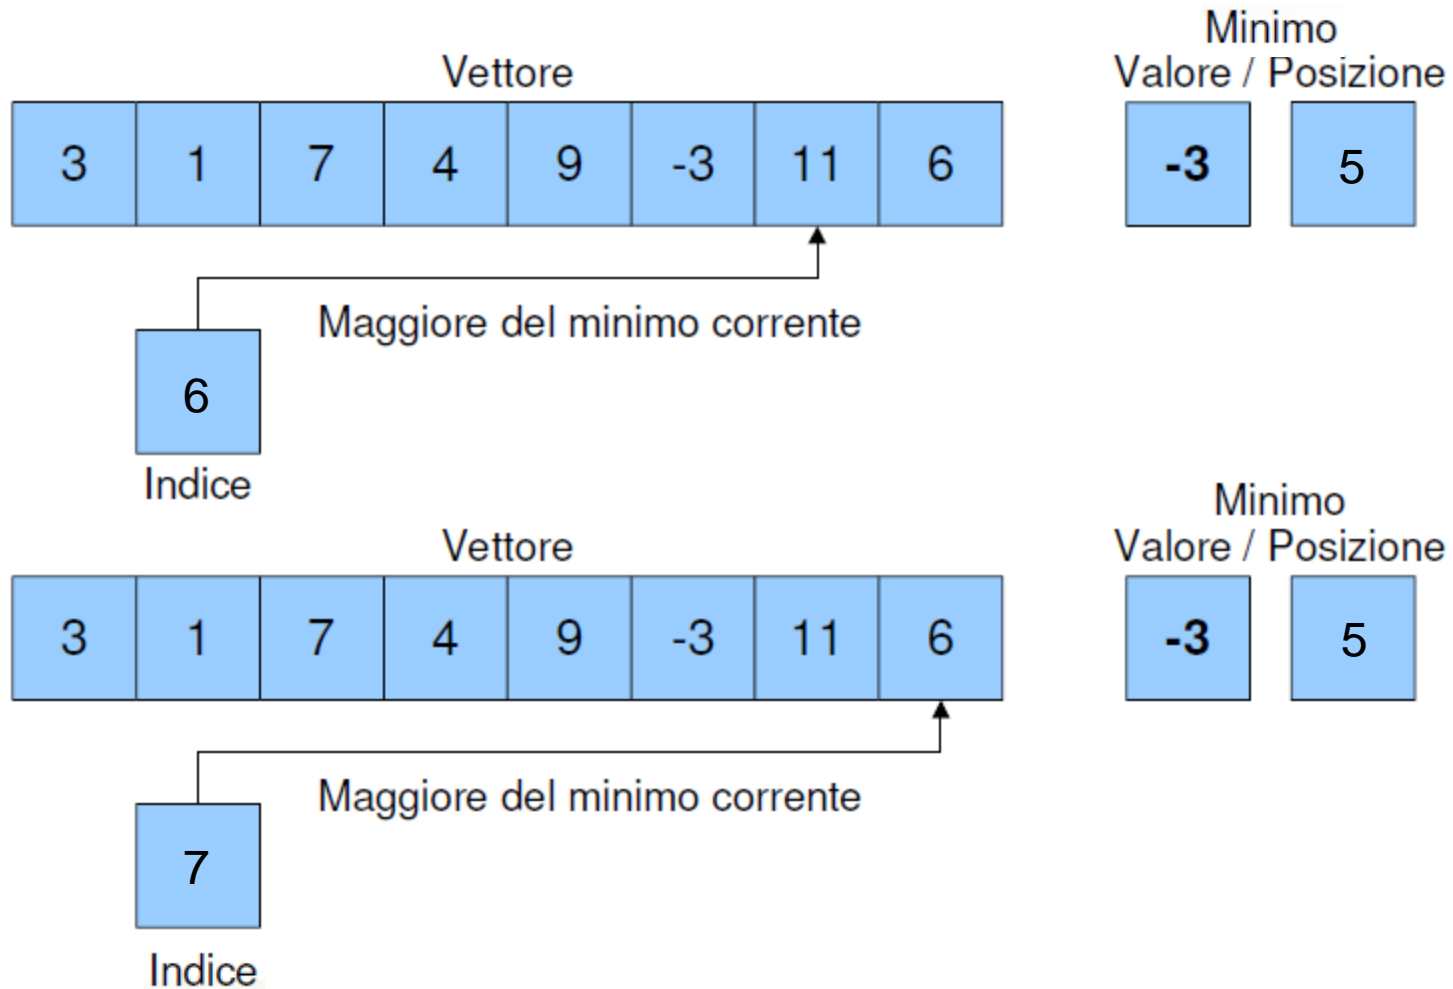 Minimo
Vettore
Valore / Posizione
3 1 7 4 9 -3 11 6
-3 5
Maggiore del minimo corrente
6
Indice
Minimo
Vettore
Valore / Posizione
3 1 7 4 9 -3 11 6
-3 5
Maggiore del minimo corrente
7
Indice